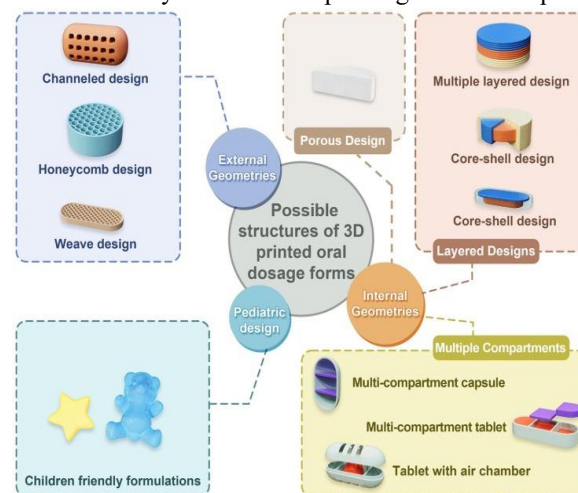 Channeled design
Honeycomb design
Weave design
External
Geometries
Porous Design
Multiple layered design
Core-shell design
Core-shell design
Layered Designs
Possible
structures of 3D
printed oral
dosage forms
Pediatric
design
Internal
Geometries
Multiple Compartments
Multi-compartment capsule
Multi-compartment tablet
Tablet with air chamber
Children friendly formulations